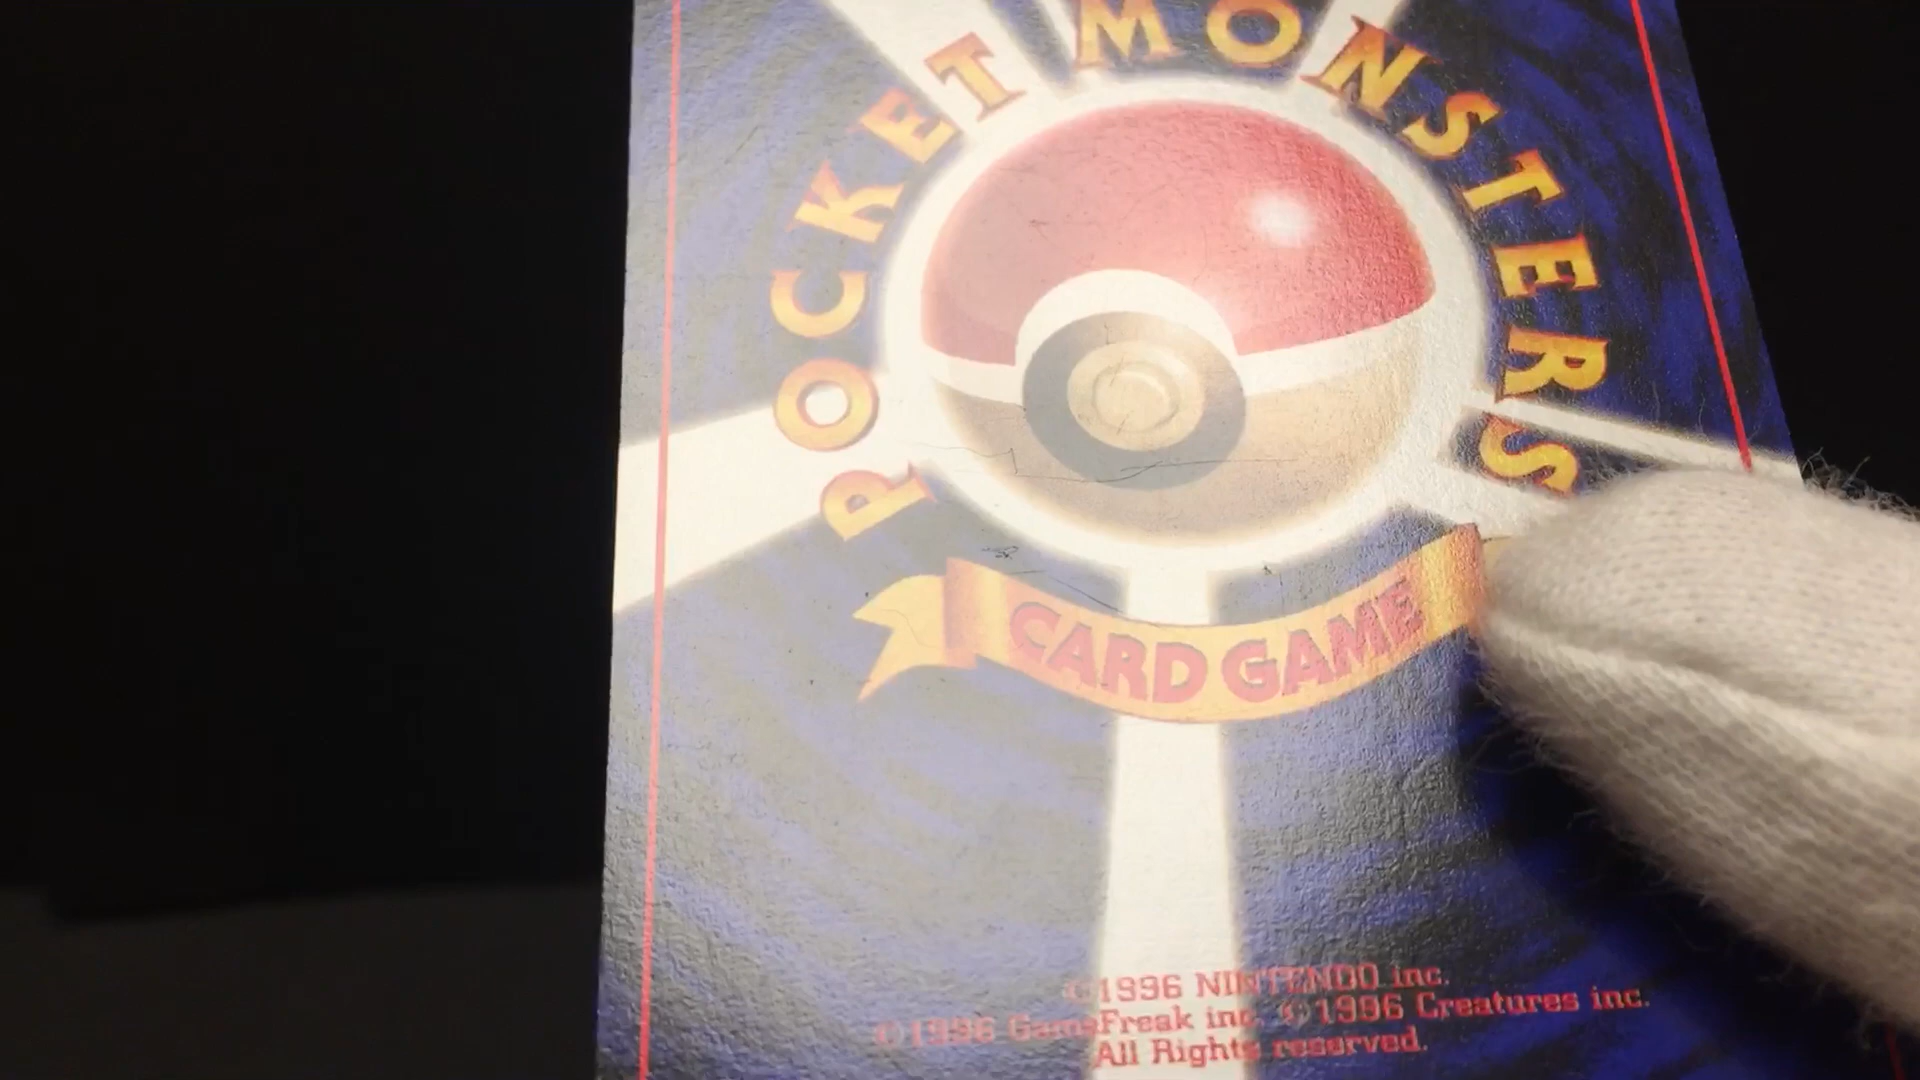 POCKET MONSTERS
CARD GAME
©1996 NINTENDO inc.
©1996 GameFreak inc. ©1996 Creatures inc.
All Rights reserved.